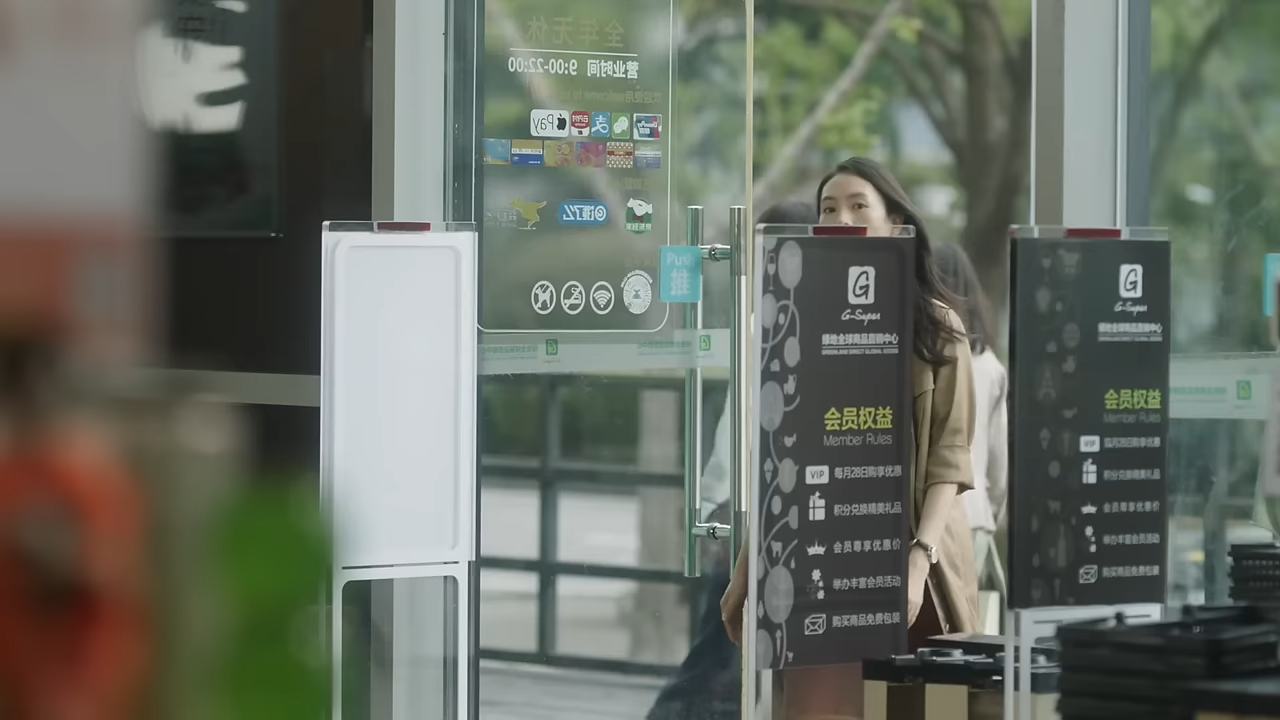 全年无休
营业时间 9:00-22:00
Pay
Push
推
G
G-Super
绿地全球商品直销中心
GREENLAND DIRECT GLOBAL GOODS
会员权益
Member Rules
VIP 每月28日购享优惠
积分兑换精美礼品
会员尊享优惠价
举办丰富会员活动
购买商品免费包装
G
G-Super
绿地全球商品直销中心
会员权益
Member Rules
VIP 每月28日购享优惠
积分兑换精美礼品
会员尊享优惠价
举办丰富会员活动
购买商品免费包装